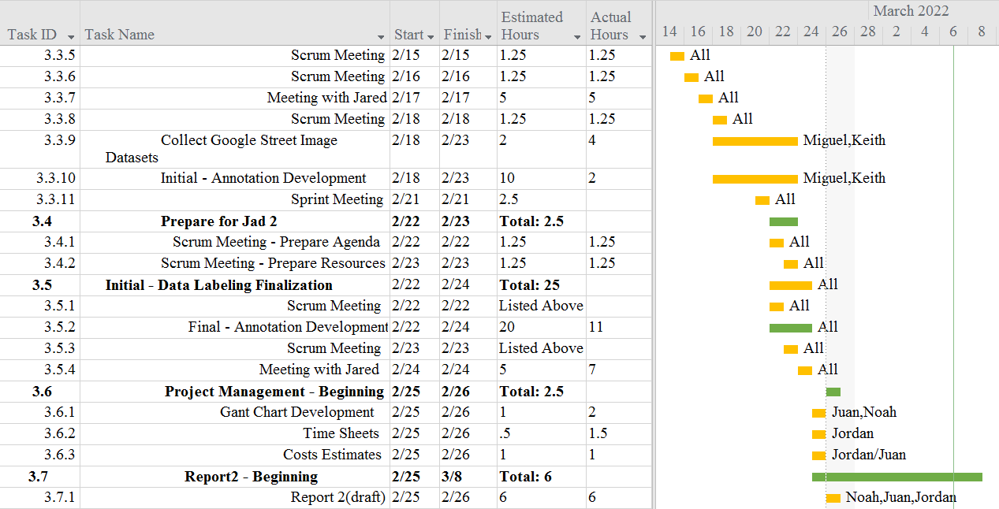 March 2022
Estimated Actual
Task ID Task Name Start Finish Hours Hours 14 16 18 20 22 24 26 28 2 4 6 8
3.3.5 Scrum Meeting 2/15 2/15 1.25 1.25 All
3.3.6 Scrum Meeting 2/16 2/16 1.25 1.25 All
3.3.7 Meeting with Jared 2/17 2/17 5 5 All
3.3.8 Scrum Meeting 2/18 2/18 1.25 1.25 All
3.3.9 Collect Google Street Image 2/18 2/23 2 4 Miguel,Keith
Datasets
3.3.10 Initial - Annotation Development 2/18 2/23 10 2 Miguel,Keith
3.3.11 Sprint Meeting 2/21 2/21 2.5 All
3.4 Prepare for Jad 2 2/22 2/23 Total: 2.5
3.4.1 Scrum Meeting - Prepare Agenda 2/22 2/22 1.25 1.25 All
3.4.2 Scrum Meeting - Prepare Resources 2/23 2/23 1.25 1.25 All
3.5 Initial - Data Labeling Finalization 2/22 2/24 Total: 25 All
3.5.1 Scrum Meeting 2/22 2/22 Listed Above All
3.5.2 Final - Annotation Development 2/22 2/24 20 11 All
3.5.3 Scrum Meeting 2/23 2/23 Listed Above All
3.5.4 Meeting with Jared 2/24 2/24 5 7 All
3.6 Project Management - Beginning 2/25 2/26 Total: 2.5
3.6.1 Gant Chart Development 2/25 2/26 1 2 Juan,Noah
3.6.2 Time Sheets 2/25 2/26 .5 1.5 Jordan
3.6.3 Costs Estimates 2/25 2/26 1 1 Jordan/Juan
3.7 Report2 - Beginning 2/25 3/8 Total: 6
3.7.1 Report 2(draft) 2/25 2/26 6 6 Noah,Juan,Jordan